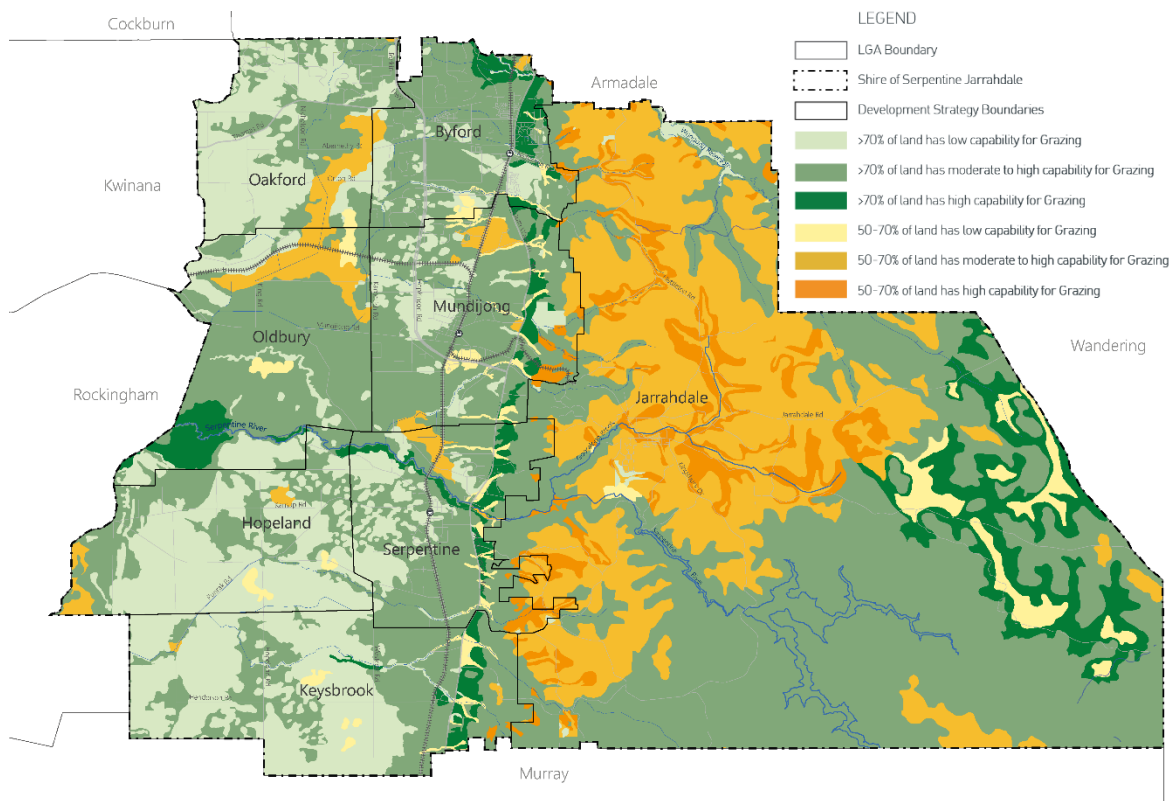 Cockburn
LEGEND
LGA Boundary
Shire of Serpentine Jarrahdale
Development Strategy Boundaries
>70% of land has low capability for Grazing
>70% of land has moderate to high capability for Grazing
>70% of land has high capability for Grazing
50-70% of land has low capability for Grazing
50-70% of land has moderate to high capability for Grazing
50-70% of land has high capability for Grazing
Armadale
Byford
Kwinana
Oakford
Mundijong
Oldbury
Wandering
Rockingham
Jarrahdale
Jarrahdale Rd
Serpentine River
Hopeland
Serpentine
Keysbrook
Murray